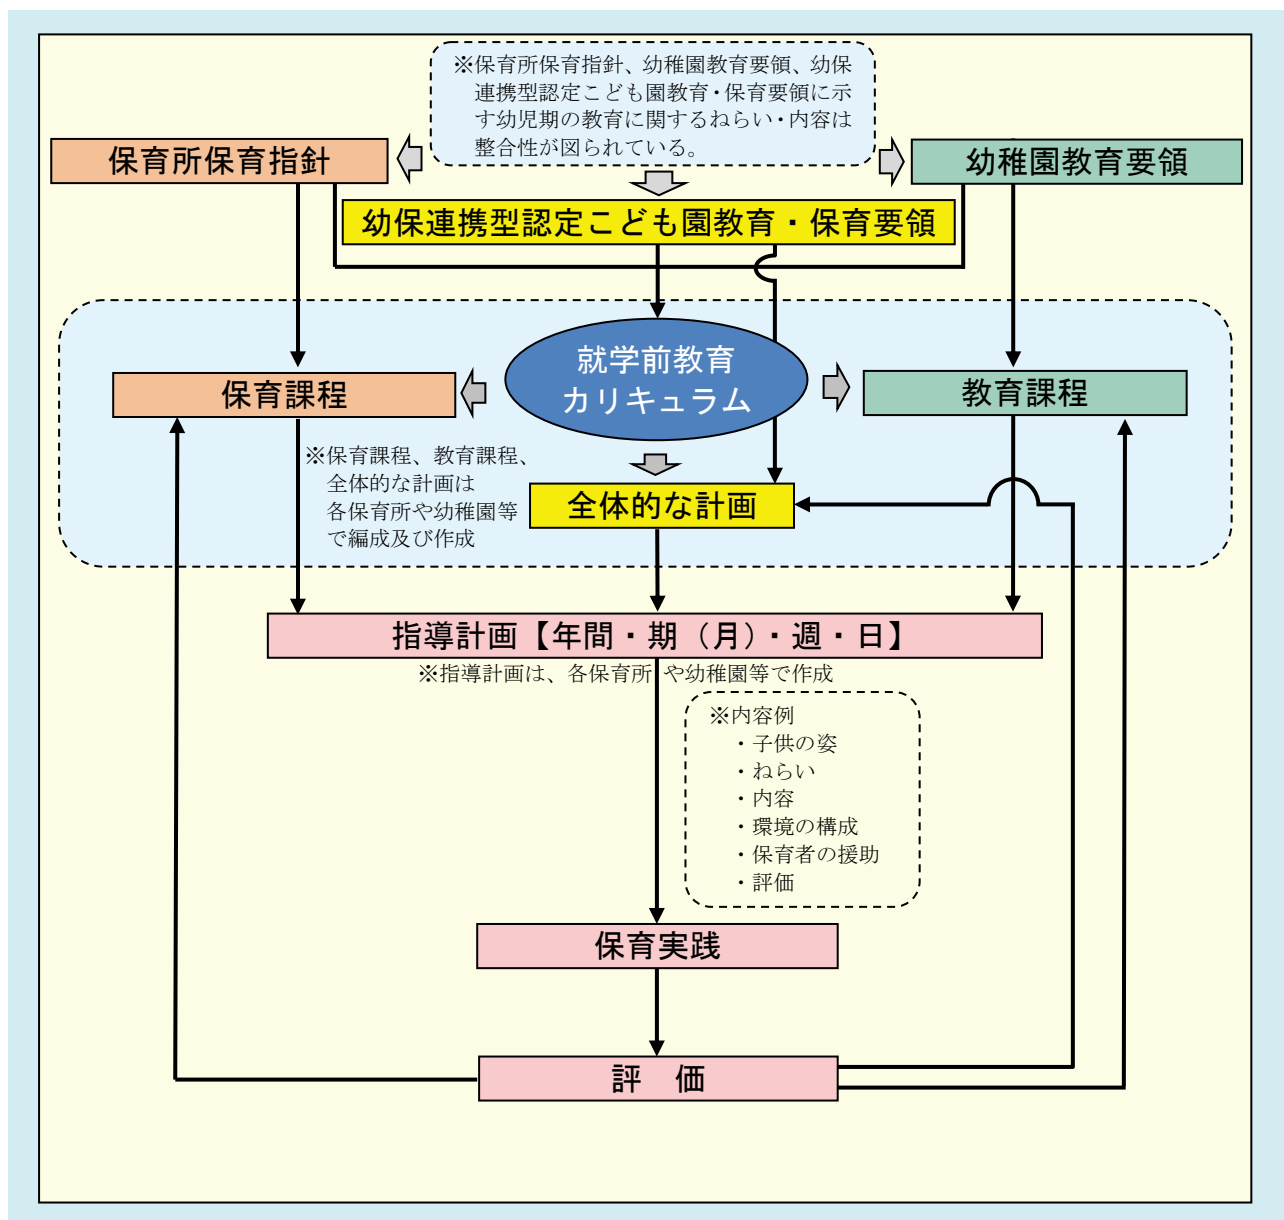 ※保育所保育指針、幼稚園教育要領、幼保
連携型認定こども園教育・保育要領に示
す幼児期の教育に関するねらい・内容は
整合性が図られている。
保育所保育指針
幼稚園教育要領
幼保連携型認定こども園教育・保育要領
就学前教育
カリキュラム
保育課程
教育課程
※保育課程、教育課程、
全体的な計画は
各保育所や幼稚園等
で編成及び作成
全体的な計画
指導計画【年間・期（月）・週・日】
※指導計画は、各保育所や幼稚園等で作成
※内容例
・子供の姿
・ねらい
・内容
・環境の構成
・保育者の援助
・評価
保育実践
評　価